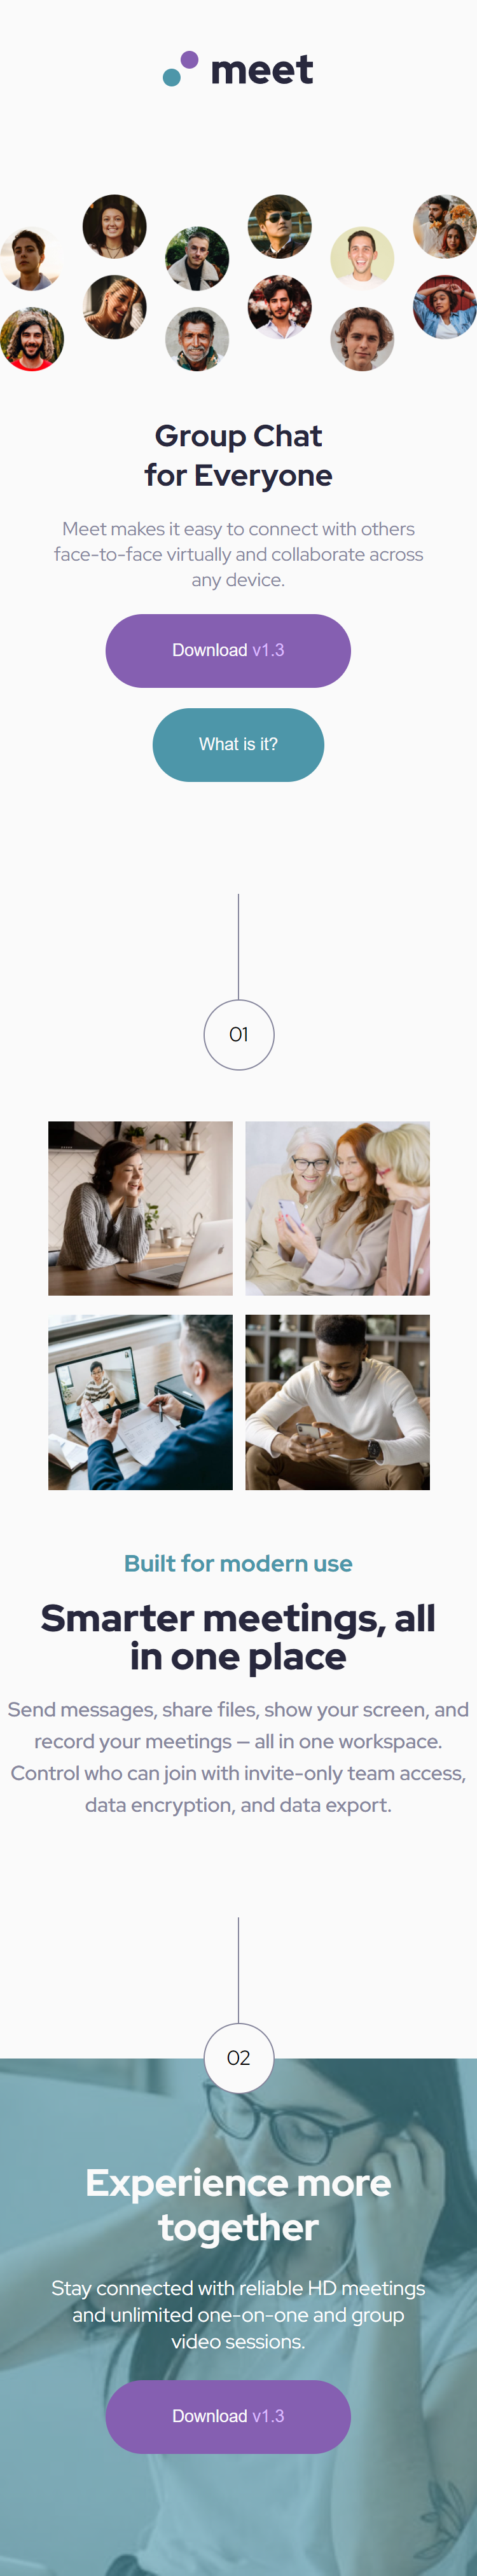 meet
Group Chat
for Everyone
Meet makes it easy to connect with others
face-to-face virtually and collaborate across
any device.
Download v1.3
What is it?
01
Built for modern use
Smarter meetings, all
in one place
Send messages, share files, show your screen, and
record your meetings — all in one workspace.
Control who can join with invite-only team access,
data encryption, and data export.
02
Experience more
together
Stay connected with reliable HD meetings
and unlimited one-on-one and group
video sessions.
Download v1.3